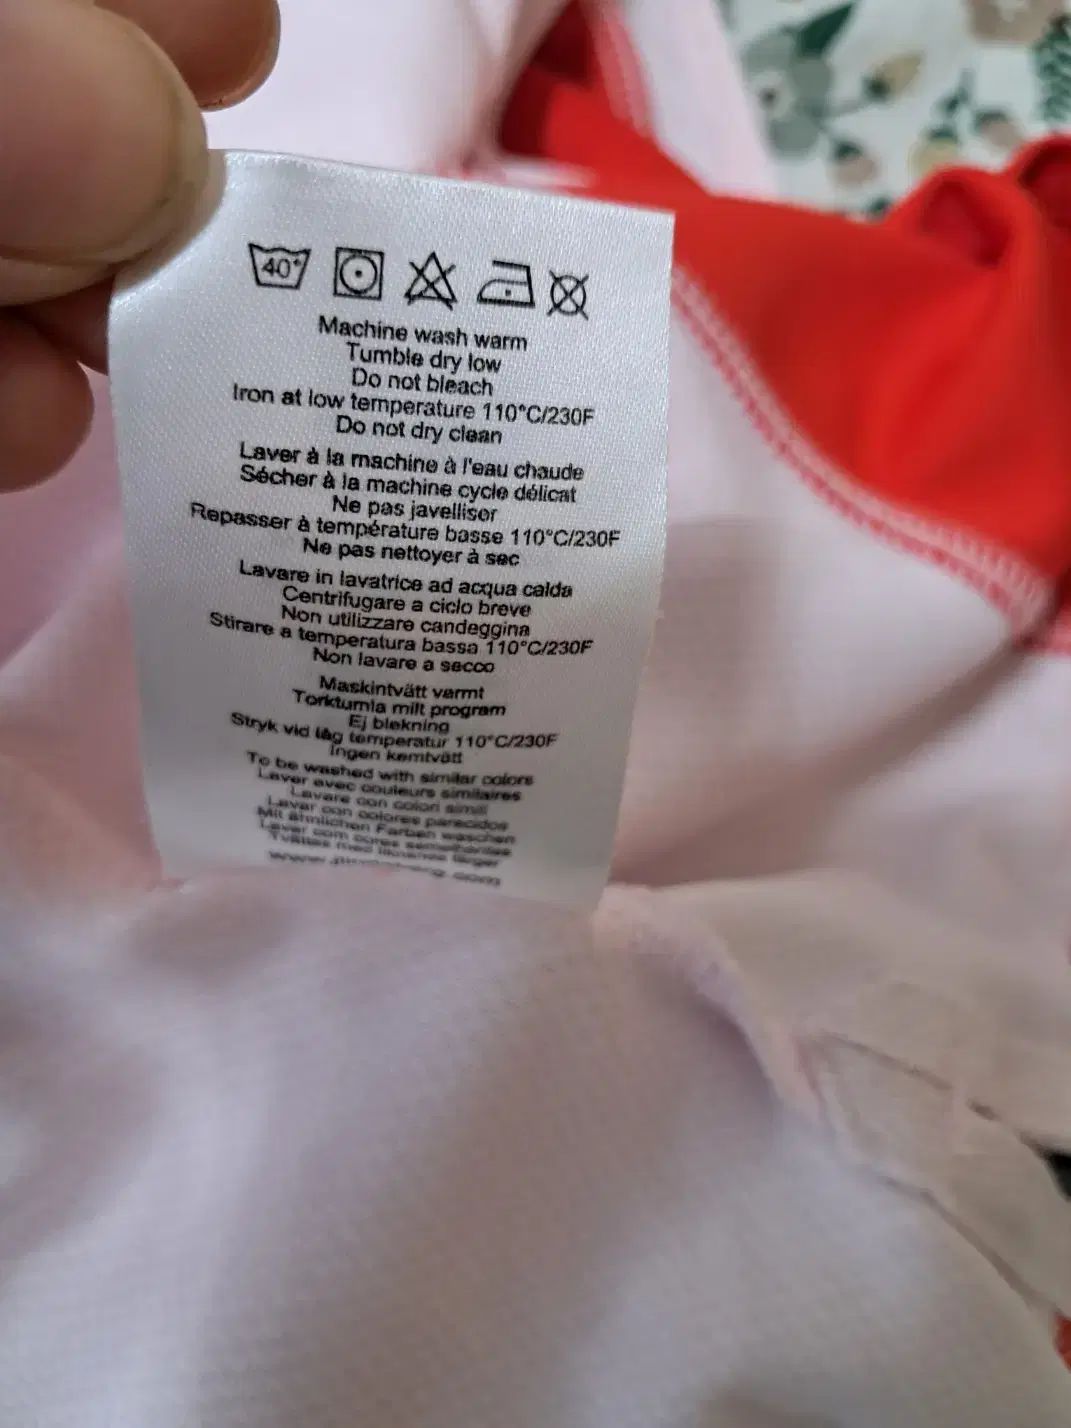 40°
Machine wash warm
Tumble dry low
Do not bleach
Iron at low temperature 110°C/230F
Do not dry clean
Laver à la machine à l'eau chaude
Sécher à la machine cycle délicat
Ne pas javelliser
Repasser à température basse 110°C/230F
Ne pas nettoyer à sec
Lavare in lavatrice ad acqua calda
Centrifugare a ciclo breve
Non utilizzare candeggina
Stirare a temperatura bassa 110°C/230F
Non lavare a secco
Maskintvätt varmt
Torktumla milt program
Ej blekning
Stryk vid låg temperatur 110°C/230F
Ingen kemtvätt
To be washed with similar colors
Laver avec couleurs similaires
Lavare con colori simili
Lavar con colores parecidos
Mit ähnlichen Farben waschen
Lavar com cores semelhantes
Tvättas med liknande färger